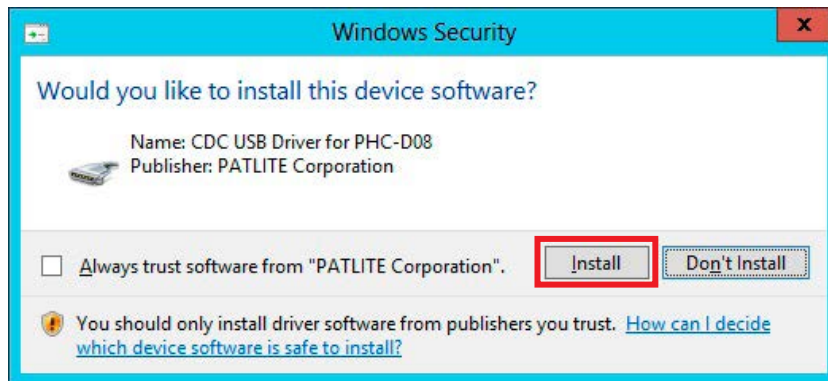 Windows Security
x
Would you like to install this device software?
Name: CDC USB Driver for PHC-D08
Publisher: PATLITE Corporation
Always trust software from "PATLITE Corporation".
Install
Don't Install
You should only install driver software from publishers you trust. How can I decide
which device software is safe to install?